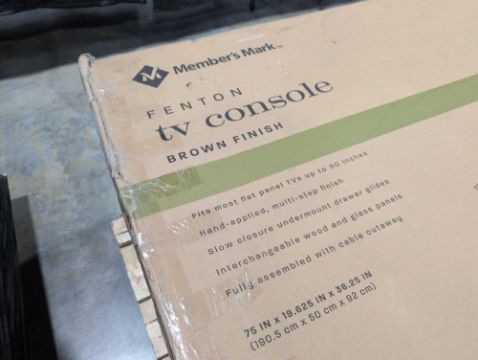 Member's Mark™
FENTON
tv console
BROWN FINISH
Fits most flat panel TVs up to 80 inches
Hand-applied, multi-step finish
Slow closure undermount drawer glides
Interchangeable wood and glass panels
Fully assembled with cable cutaway
75 IN X 19.625 IN X 36.25 IN
(190.5 cm x 50 cm x 92 cm)